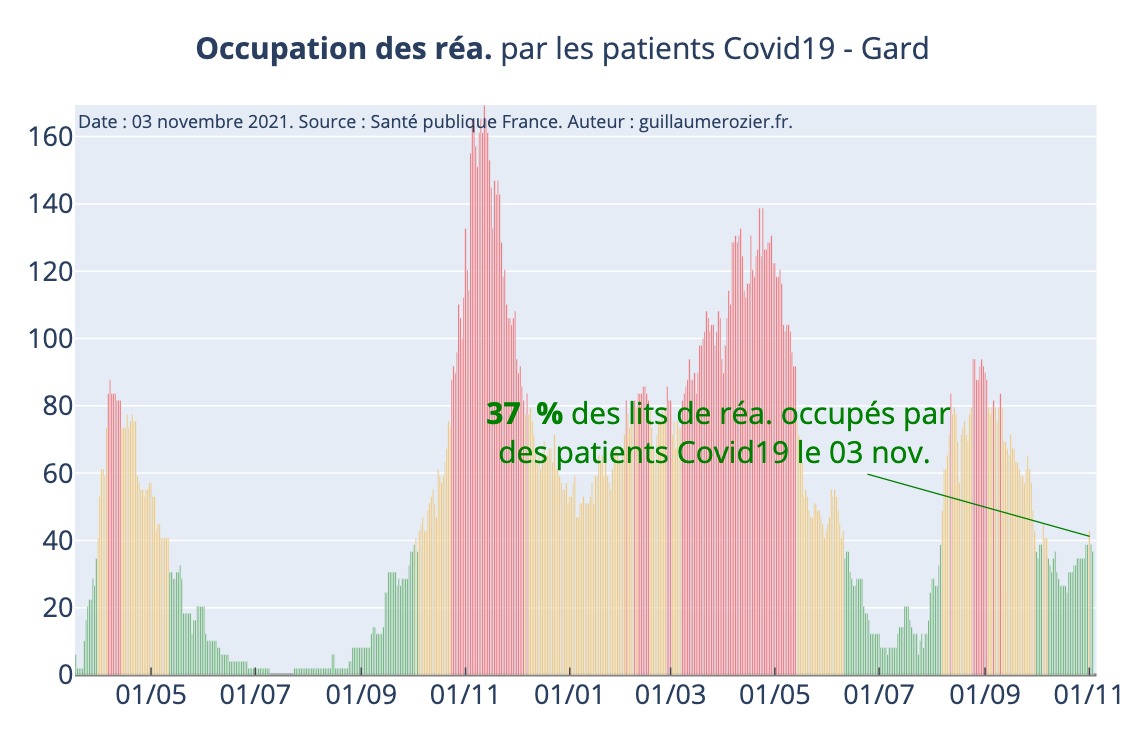 Occupation des réa. par les patients Covid19 - Gard
Date : 03 novembre 2021. Source : Santé publique France. Auteur : guillaumerozier.fr.
160
140
120
100
80
60
40
20
0
37 % des lits de réa. occupés par
des patients Covid19 le 03 nov.
01/05 01/07 01/09 01/11 01/01 01/03 01/05 01/07 01/09 01/11